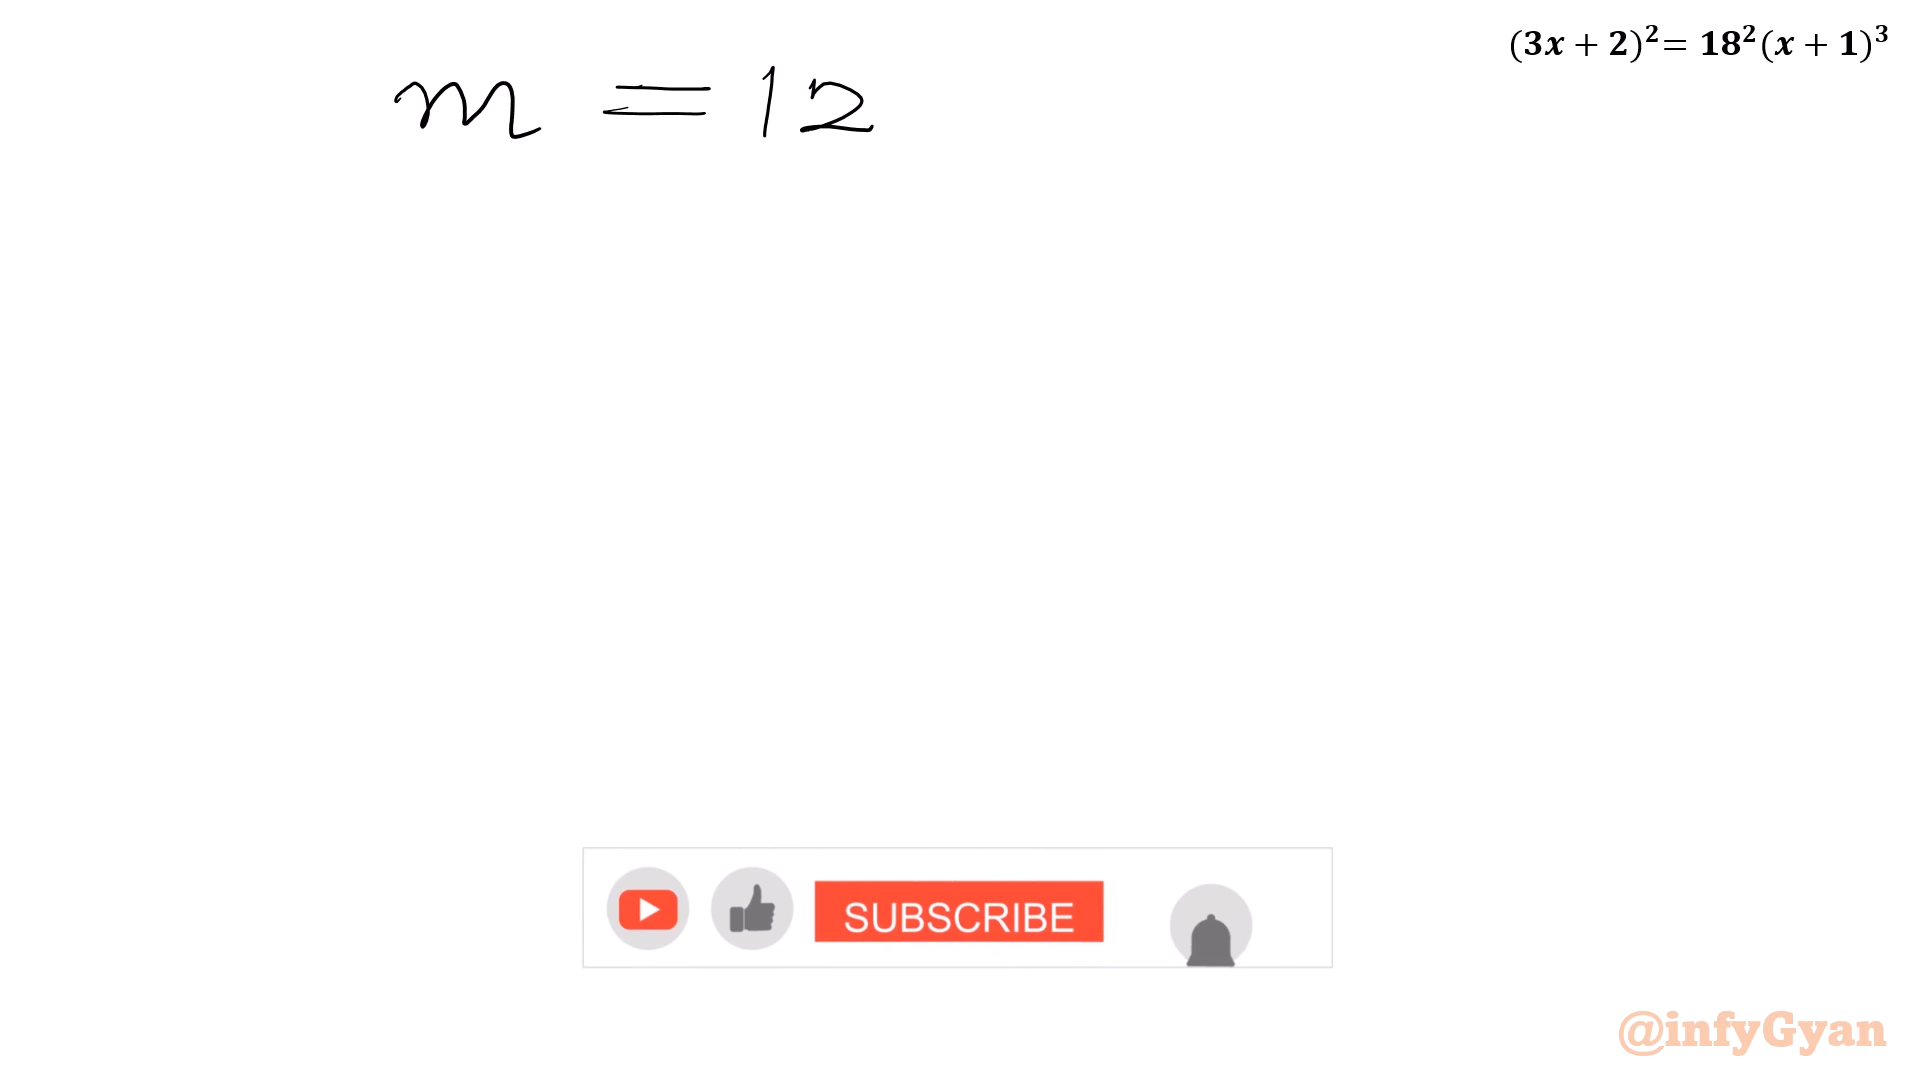 (3x + 2)²= 18²(x + 1)³
m = 12
SUBSCRIBE
@infyGyan